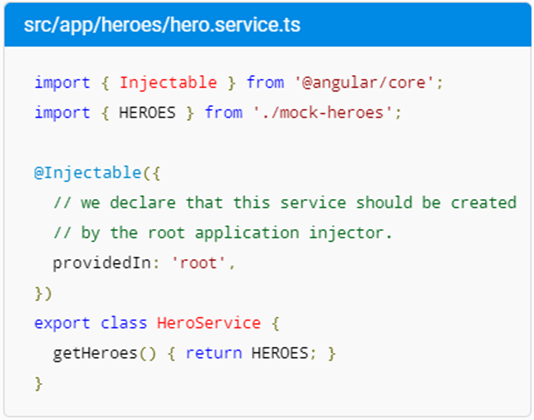 src/app/heroes/hero.service.ts
import { Injectable } from '@angular/core';
import { HEROES } from './mock-heroes';
@Injectable({
// we declare that this service should be created
// by the root application injector.
providedIn: 'root',
})
export class HeroService {
getHeroes() { return HEROES; }
}